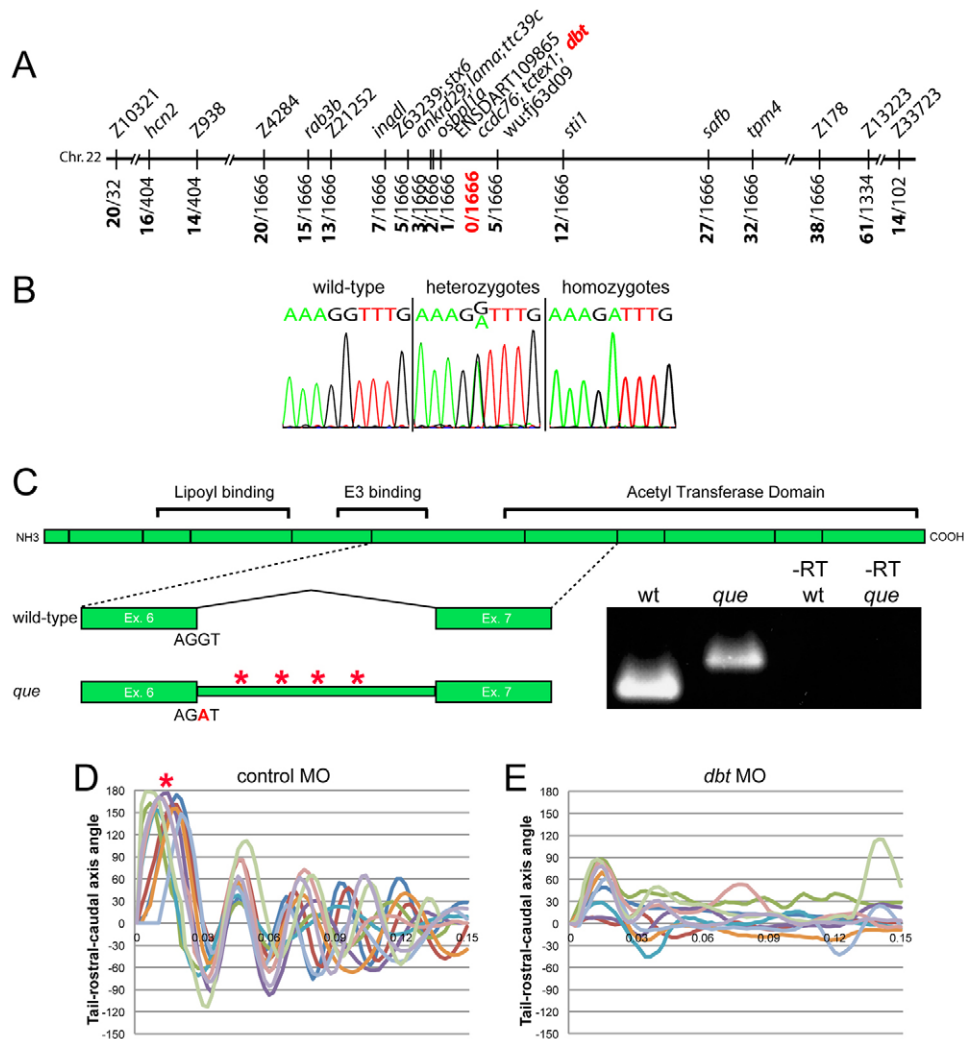 A
Z10321 hcn2 Z938 Z4284 rab3b Z21252 inadl Z63239; stx6 ankrd29; lama; ttc39c osbpl1a ENSDART109865 ccdc76; tctex1; dbt wu:fj63d09 sti1 safb tpm4 Z178 Z13223 Z33723
Chr. 22
20/32 16/404 14/404 20/1666 15/1666 13/1666 7/1666 5/1666 3/1666 2/1666 1/1666 0/1666 5/1666 12/1666 27/1666 32/1666 38/1666 61/1334 14/102
B
wild-type heterozygotes homozygotes
AAAGGTTTG AAAGGATTTG AAAGATTTG
C
Lipoyl binding E3 binding Acetyl Transferase Domain
NH3 COOH
wild-type Ex. 6 Ex. 7
AGGT
que Ex. 6 * * * * Ex. 7
AGAT
wt que -RT wt -RT que
D
control MO
*
Tail-rostral-caudal axis angle
180
150
120
90
60
30
0
-30
-60
-90
-120
-150
0 0.03 0.06 0.09 0.12 0.15
E
dbt MO
Tail-rostral-caudal axis angle
180
150
120
90
60
30
0
-30
-60
-90
-120
-150
0 0.03 0.06 0.09 0.12 0.15